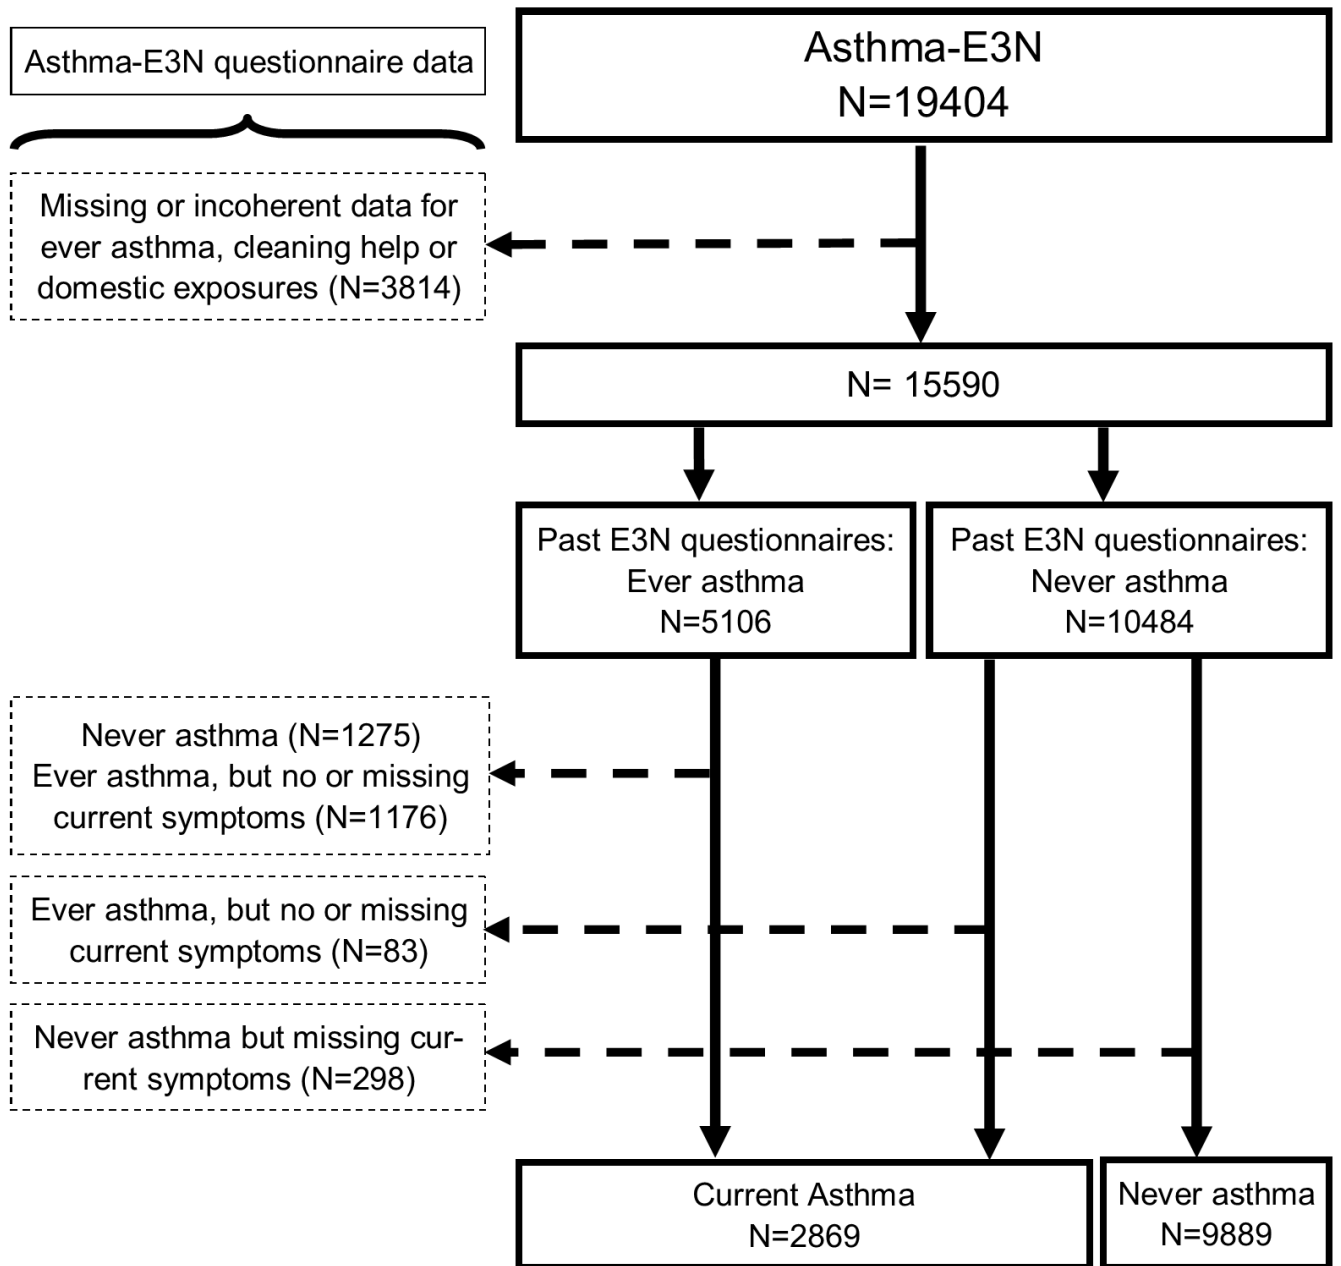 Asthma-E3N questionnaire data
Asthma-E3N
N=19404
Missing or incoherent data for
ever asthma, cleaning help or
domestic exposures (N=3814)
N= 15590
Past E3N questionnaires:
Ever asthma
N=5106
Past E3N questionnaires:
Never asthma
N=10484
Never asthma (N=1275)
Ever asthma, but no or missing
current symptoms (N=1176)
Ever asthma, but no or missing
current symptoms (N=83)
Never asthma but missing cur-
rent symptoms (N=298)
Current Asthma
N=2869
Never asthma
N=9889